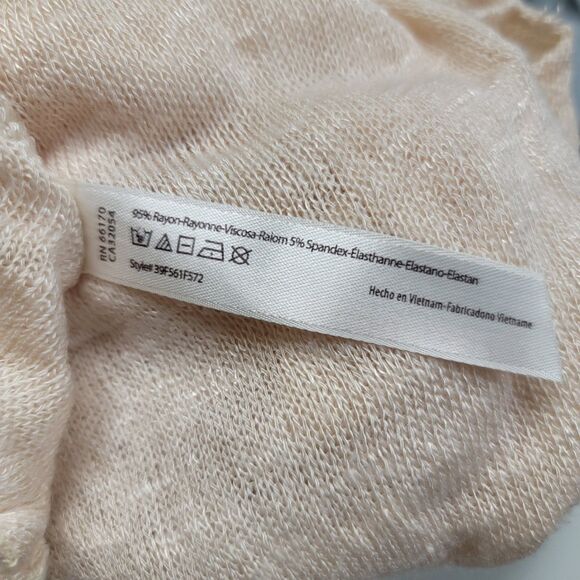 RN 66170
CA32054
95% Rayon-Rayonne-Viscosa-Raiom 5% Spandex-Élasthanne-Elastano-Elastan
Style# 39F561F572
Hecho en Vietnam-Fabricadono Vietname